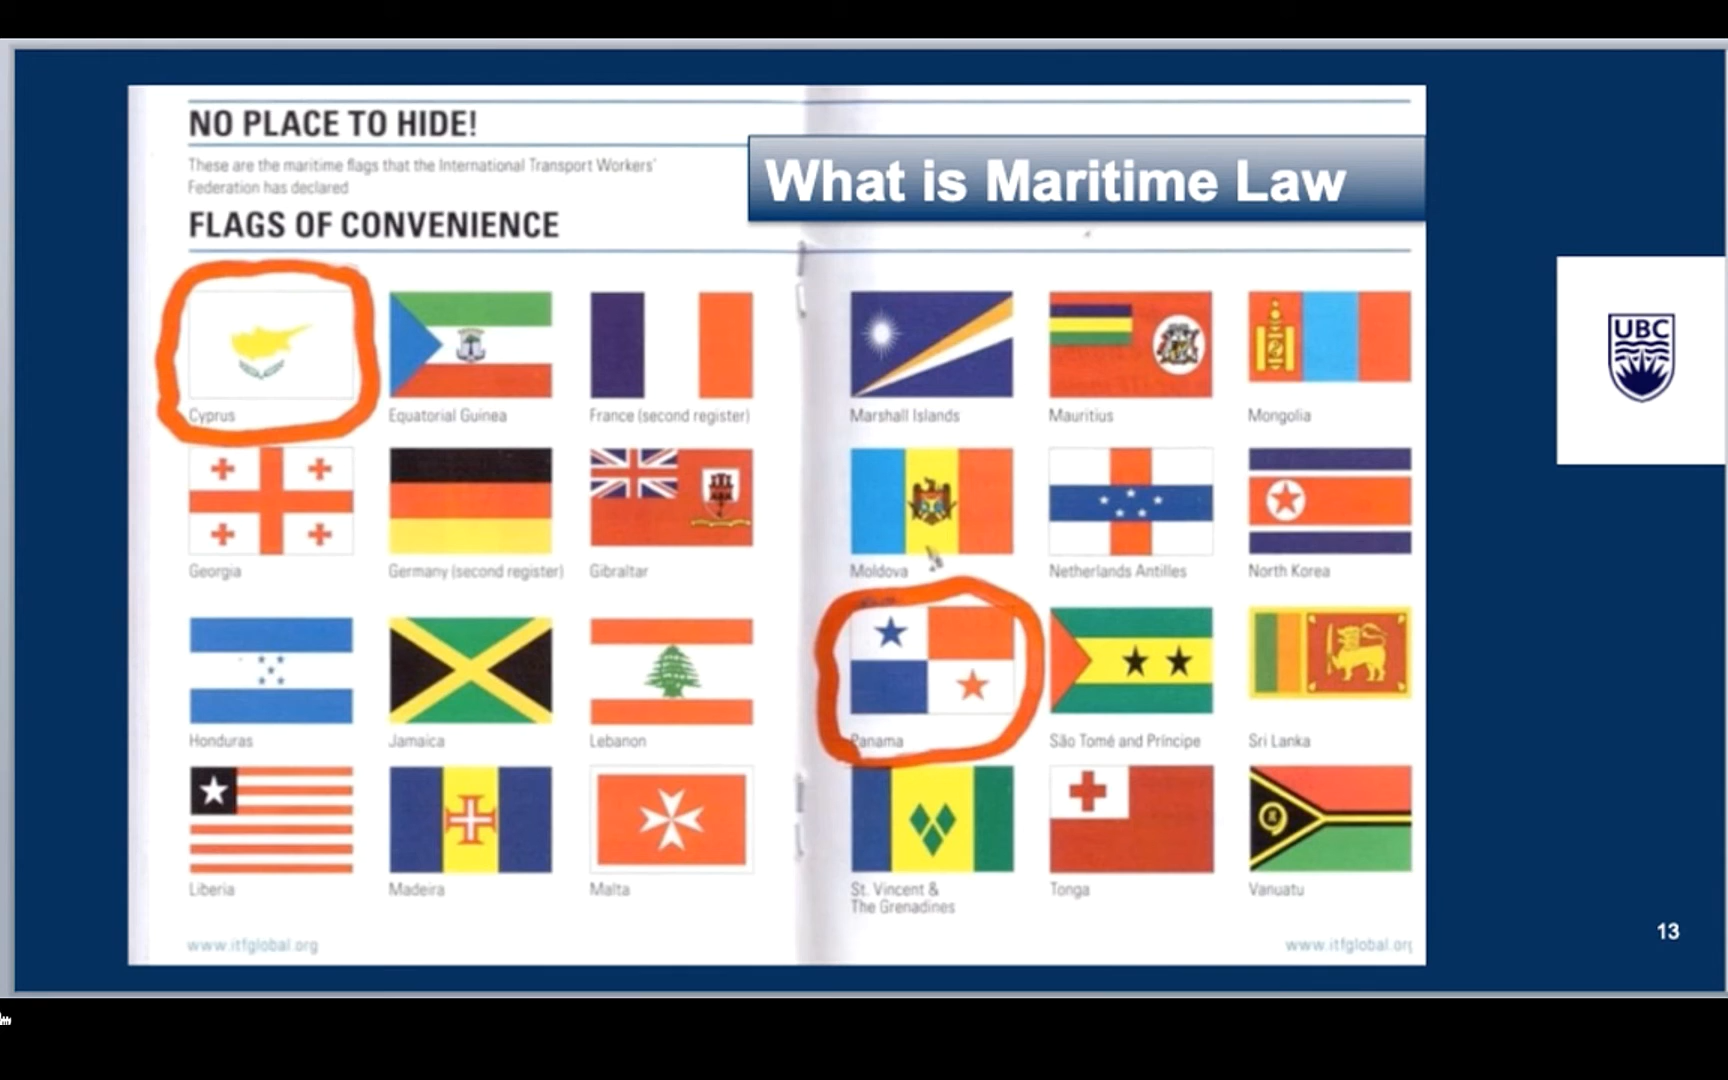 NO PLACE TO HIDE!
These are the maritime flags that the International Transport Workers'
Federation has declared
FLAGS OF CONVENIENCE
What is Maritime Law
Cyprus
Equatorial Guinea
France (second register)
Marshall Islands
Mauritius
Mongolia
Georgia
Germany (second register)
Gibraltar
Moldova
Netherlands Antilles
North Korea
Honduras
Jamaica
Lebanon
Panama
São Tomé and Príncipe
Sri Lanka
Liberia
Madeira
Malta
St. Vincent &
The Grenadines
Tonga
Vanuatu
www.itfglobal.org
www.itfglobal.org
UBC
13